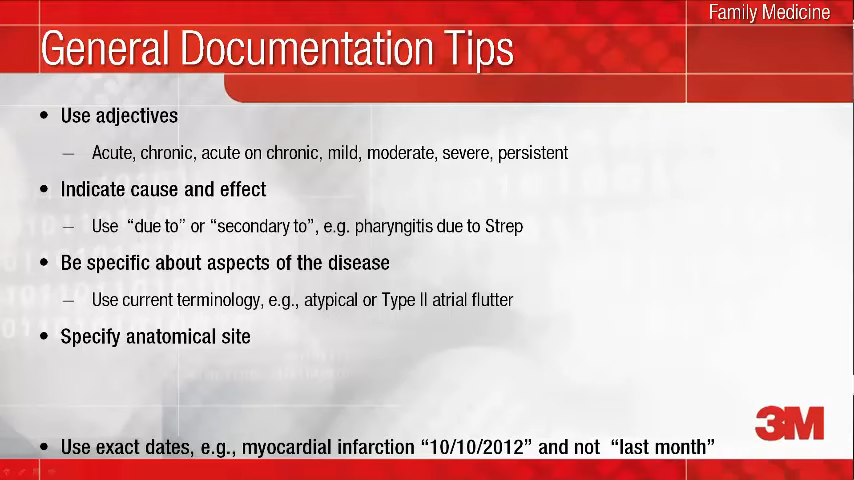 Family Medicine
General Documentation Tips
• Use adjectives
– Acute, chronic, acute on chronic, mild, moderate, severe, persistent
• Indicate cause and effect
– Use “due to” or “secondary to”, e.g. pharyngitis due to Strep
• Be specific about aspects of the disease
– Use current terminology, e.g., atypical or Type II atrial flutter
• Specify anatomical site
3M
• Use exact dates, e.g., myocardial infarction “10/10/2012” and not “last month”